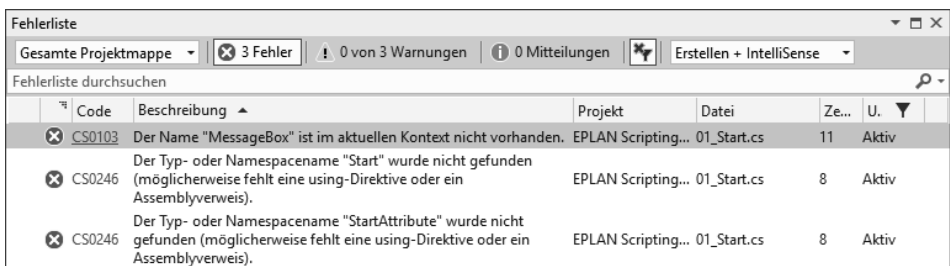 Fehlerliste
Gesamte Projektmappe 3 Fehler 0 von 3 Warnungen 0 Mitteilungen Erstellen + IntelliSense
Fehlerliste durchsuchen
Code Beschreibung Projekt Datei Ze... U.
CS0103 Der Name "MessageBox" ist im aktuellen Kontext nicht vorhanden. EPLAN Scripting... 01_Start.cs 11 Aktiv
Der Typ- oder Namespacename "Start" wurde nicht gefunden
CS0246 (möglicherweise fehlt eine using-Direktive oder ein EPLAN Scripting... 01_Start.cs 8 Aktiv
Assemblyverweis).
Der Typ- oder Namespacename "StartAttribute" wurde nicht
CS0246 gefunden (möglicherweise fehlt eine using-Direktive oder ein EPLAN Scripting... 01_Start.cs 8 Aktiv
Assemblyverweis).